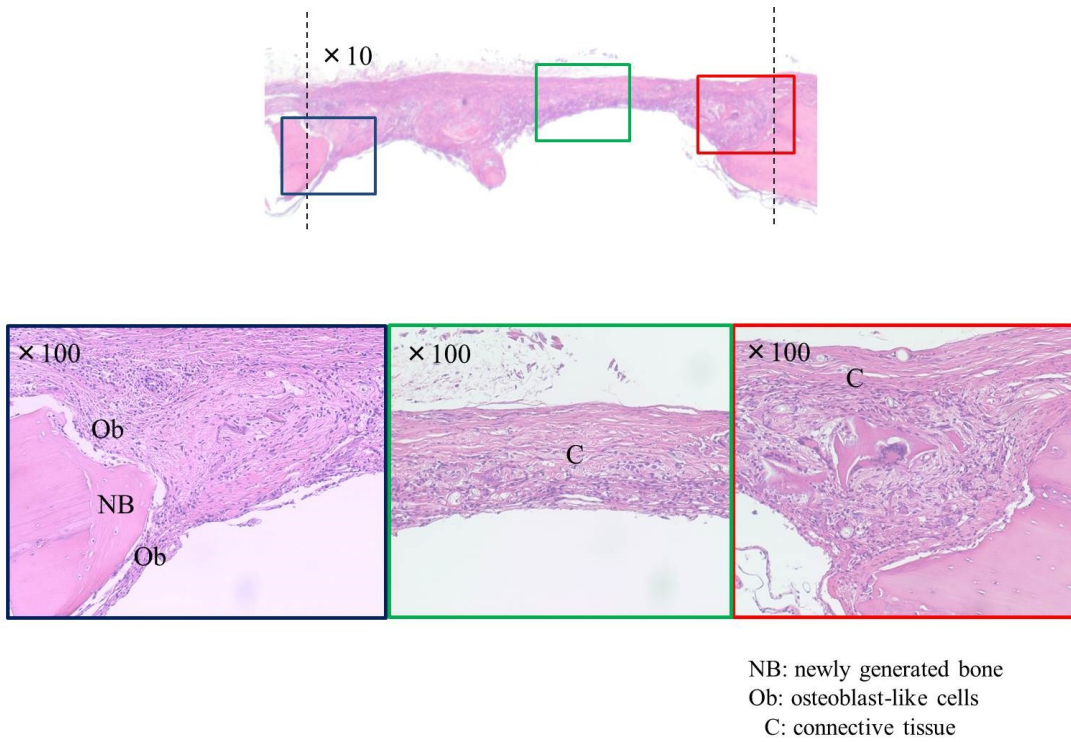 × 10
× 100
Ob
NB
Ob
× 100
C
× 100
C
NB: newly generated bone
Ob: osteoblast-like cells
C: connective tissue